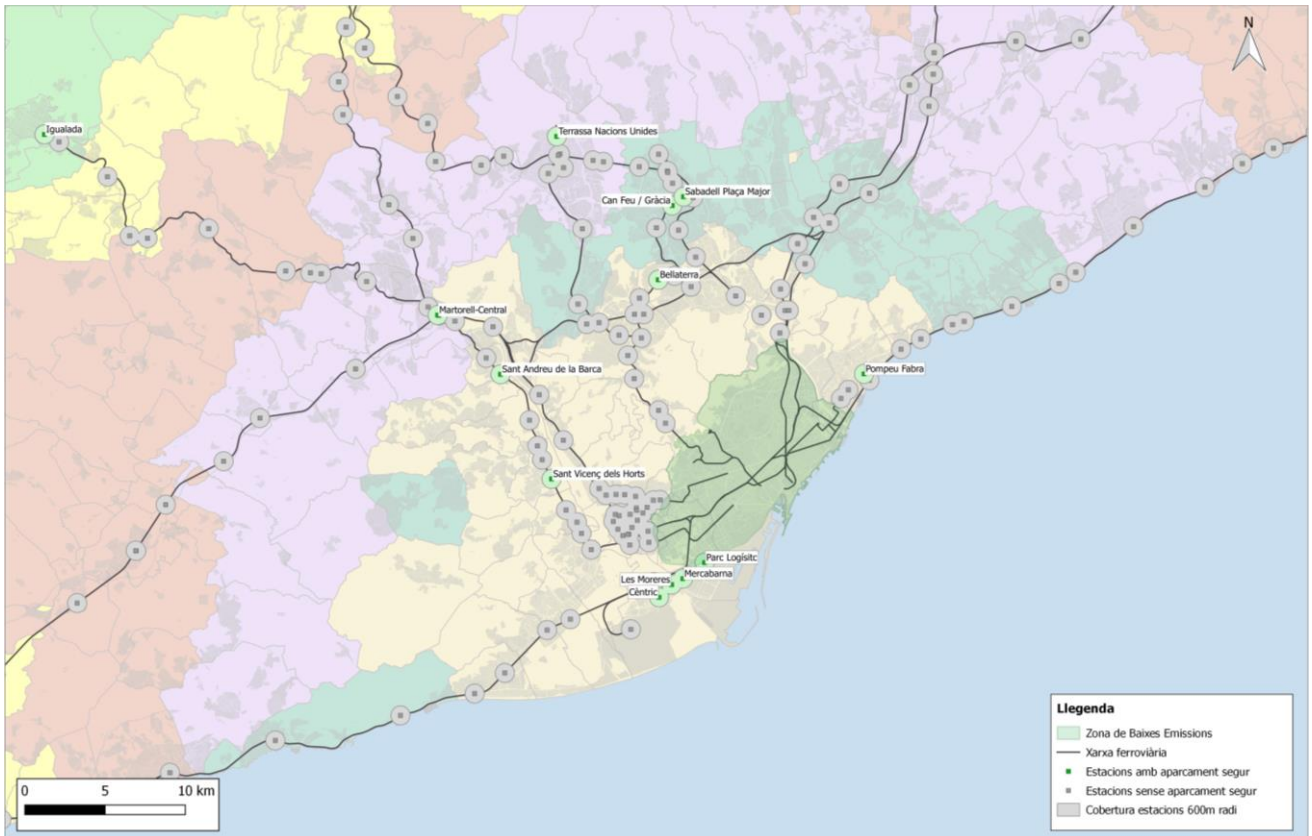 N
Igualada
Terrassa Nacions Unides
Sabadell Plaça Major
Can Feu / Gràcia
Bellaterra
Martorell-Central
Sant Andreu de la Barca
Pompeu Fabra
Sant Vicenç dels Horts
Parc Logísitc
Mercabarna
Les Moreres
Cèntric
Llegenda
Zona de Baixes Emissions
Xarxa ferroviària
Estacions amb aparcament segur
Estacions sense aparcament segur
Cobertura estacions 600m radi
0 5 10 km